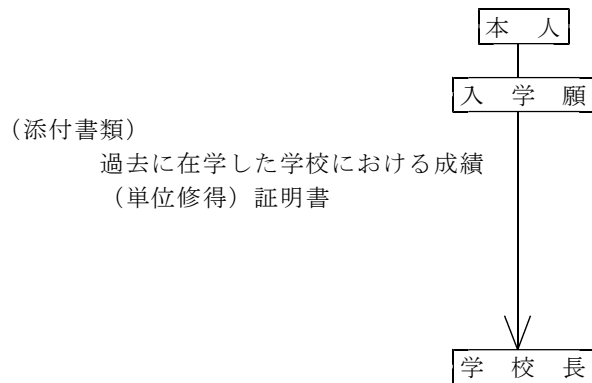 本 人
入 学 願
（添付書類）
過去に在学した学校における成績
（単位修得）証明書
学 校 長